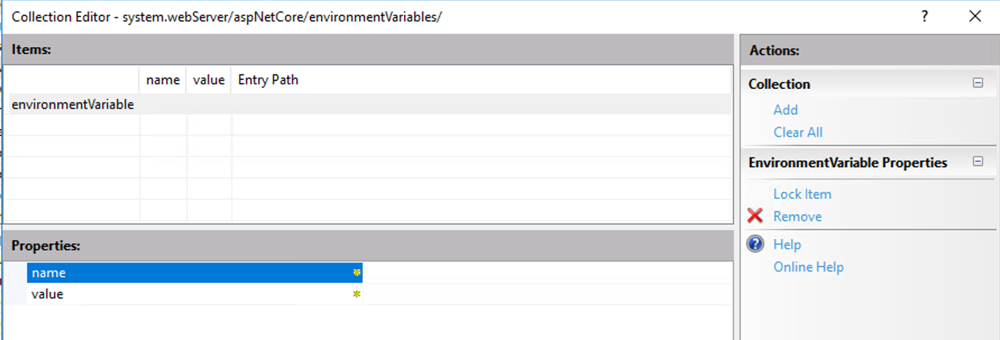 Collection Editor - system.webServer/aspNetCore/environmentVariables/
?
Items:
name value Entry Path
environmentVariable
Properties:
name
value
Actions:
Collection
Add
Clear All
EnvironmentVariable Properties
Lock Item
Remove
Help
Online Help